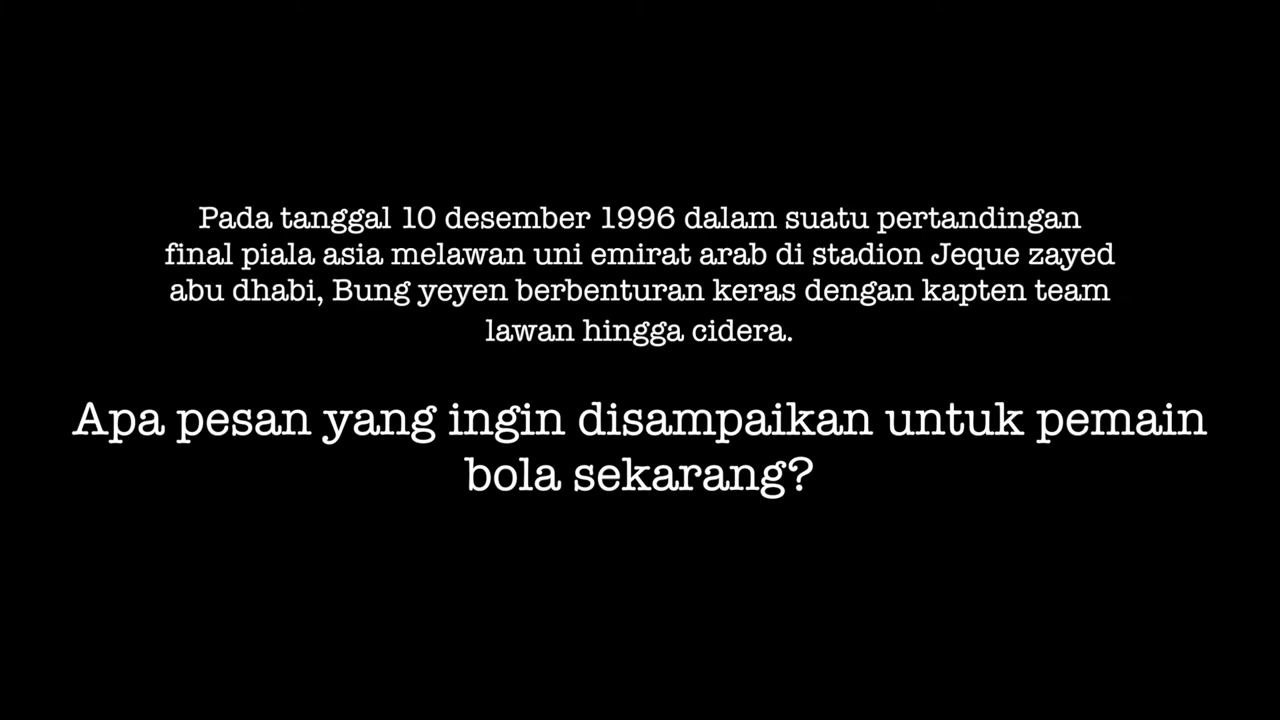 Pada tanggal 10 desember 1996 dalam suatu pertandingan
final piala asia melawan uni emirat arab di stadion Jeque zayed
abu dhabi, Bung yeyen berbenturan keras dengan kapten team
lawan hingga cidera.
Apa pesan yang ingin disampaikan untuk pemain
bola sekarang?